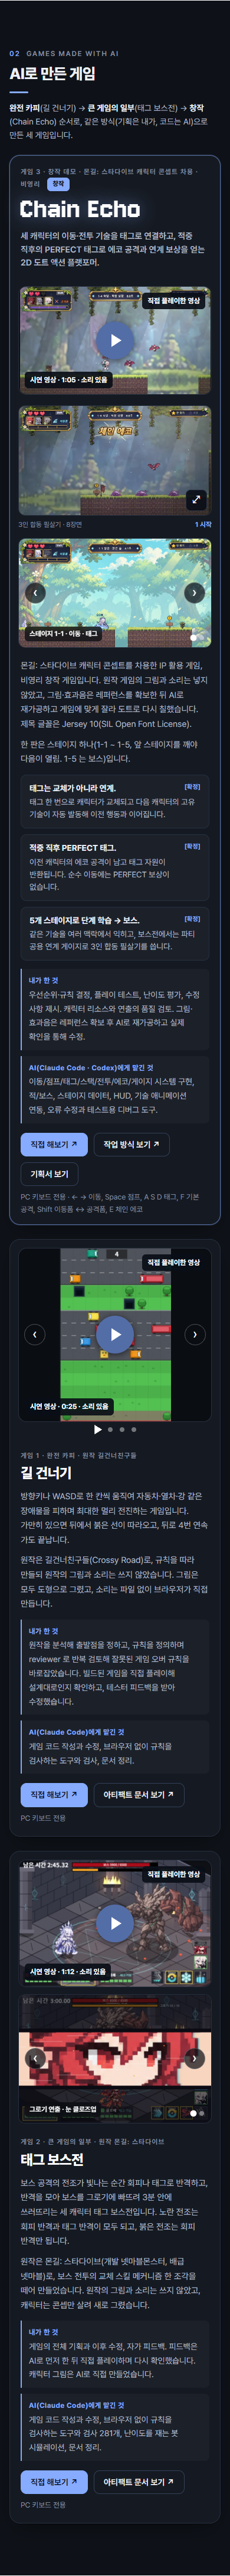 02 GAMES MADE WITH AI
AI로 만든 게임
완전 카피(길 건너기) → 큰 게임의 일부(태그 보스전) → 창작
(Chain Echo) 순서로, 같은 방식(기획은 내가, 코드는 AI)으로
만든 세 게임입니다.
게임 3 · 창작 데모 · 몬길: 스타다이브 캐릭터 콘셉트 차용 ·
비영리 창작
Chain Echo
세 캐릭터의 이동·전투 기술을 태그로 연결하고, 적중
직후의 PERFECT 태그로 에코 공격과 연계 보상을 얻는
2D 도트 액션 플랫포머.
직접 플레이한 영상
시연 영상 · 1:05 · 소리 있음
체인 에코
3인 합동 필살기 · 8장면
1 시작
스테이지 1-1 · 이동 · 태그
몬길: 스타다이브 캐릭터 콘셉트를 차용한 IP 활용 게임,
비영리 창작 게임입니다. 원작 게임의 그림과 소리는 넣지
않았고, 그림·효과음은 레퍼런스를 확보한 뒤 AI로
재가공하고 게임에 맞게 잘라 도트로 다시 칠했습니다.
제목 글꼴은 Jersey 10(SIL Open Font License).
한 판은 스테이지 하나(1-1 ~ 1-5, 앞 스테이지를 깨야
다음이 열림. 1-5 는 보스)입니다.
태그는 교체가 아니라 연계.
[확정]
태그 한 번으로 캐릭터가 교체되고 다음 캐릭터의 고유
기술이 자동 발동해 이전 행동과 이어집니다.
적중 직후 PERFECT 태그.
[확정]
이전 캐릭터의 에코 공격이 남고 태그 자원이
반환됩니다. 순수 이동에는 PERFECT 보상이
없습니다.
5개 스테이지로 단계 학습 → 보스.
[확정]
같은 기술을 여러 맥락에서 익히고, 보스전에서는 파티
공용 연계 게이지로 3인 합동 필살기를 씁니다.
내가 한 것
우선순위·규칙 결정, 플레이 테스트, 난이도 평가, 수정
사항 제시. 캐릭터 리소스와 연출의 품질 검토. 그림·
효과음은 레퍼런스 확보 후 AI로 재가공하고 실제
확인을 통해 수정.
AI(Claude Code · Codex)에게 맡긴 것
이동/점프/태그/스택/전투/에코/게이지 시스템 구현,
적/보스, 스테이지 데이터, HUD, 기술 애니메이션
연동, 오류 수정과 테스트용 디버그 도구.
직접 해보기 ↗
작업 방식 보기 ↗
기획서 보기
PC 키보드 전용 · ← → 이동, Space 점프, A S D 태그, F 기본
공격, Shift 이동폼 ↔ 공격폼, E 체인 에코
4
직접 플레이한 영상
시연 영상 · 0:25 · 소리 있음
게임 1 · 완전 카피 · 원작 길건너친구들
길 건너기
방향키나 WASD로 한 칸씩 움직여 자동차·열차·강 같은
장애물을 피하며 최대한 멀리 전진하는 게임입니다.
가만히 있으면 뒤에서 붉은 선이 따라오고, 뒤로 4번 연속
가도 끝납니다.
원작은 길건너친구들(Crossy Road)로, 규칙을 따라
만들되 원작의 그림과 소리는 쓰지 않았습니다. 그림은
모두 도형으로 그렸고, 소리는 파일 없이 브라우저가 직접
만듭니다.
내가 한 것
원작을 분석해 출발점을 정하고, 규칙을 정의하며
reviewer 로 반복 검토해 잘못된 게임 오버 규칙을
바로잡았습니다. 빌드된 게임을 직접 플레이해
설계대로인지 확인하고, 테스터 피드백을 받아
수정했습니다.
AI(Claude Code)에게 맡긴 것
게임 코드 작성과 수정, 브라우저 없이 규칙을
검사하는 도구와 검사, 문서 정리.
직접 해보기 ↗
아티팩트 문서 보기 ↗
PC 키보드 전용
남은 시간 2:45.32
직접 플레이한 영상
시연 영상 · 1:12 · 소리 있음
남은 시간 3:00.00
그로기 연출 · 눈 클로즈업
게임 2 · 큰 게임의 일부 · 원작 몬길: 스타다이브
태그 보스전
보스 공격의 전조가 빛나는 순간 회피나 태그로 반격하고,
반격을 모아 보스를 그로기에 빠뜨려 3분 안에
쓰러뜨리는 세 캐릭터 태그 보스전입니다. 노란 전조는
회피 반격과 태그 반격이 모두 되고, 붉은 전조는 회피
반격만 됩니다.
원작은 몬길: 스타다이브(개발 넷마블몬스터, 배급
넷마블)로, 보스 전투의 교체 스킬 메커니즘 한 조각을
떼어 만들었습니다. 원작의 그림과 소리는 쓰지 않았고,
캐릭터는 콘셉만 살려 새로 그렸습니다.
내가 한 것
게임의 전체 기획과 이후 수정, 자가 피드백. 피드백은
AI로 먼저 한 뒤 직접 플레이하며 다시 확인했습니다.
캐릭터 그림은 AI로 직접 만들었습니다.
AI(Claude Code)에게 맡긴 것
게임 코드 작성과 수정, 브라우저 없이 규칙을
검사하는 도구와 검사 281개, 난이도를 재는 봇
시뮬레이션, 문서 정리.
직접 해보기 ↗
아티팩트 문서 보기 ↗
PC 키보드 전용